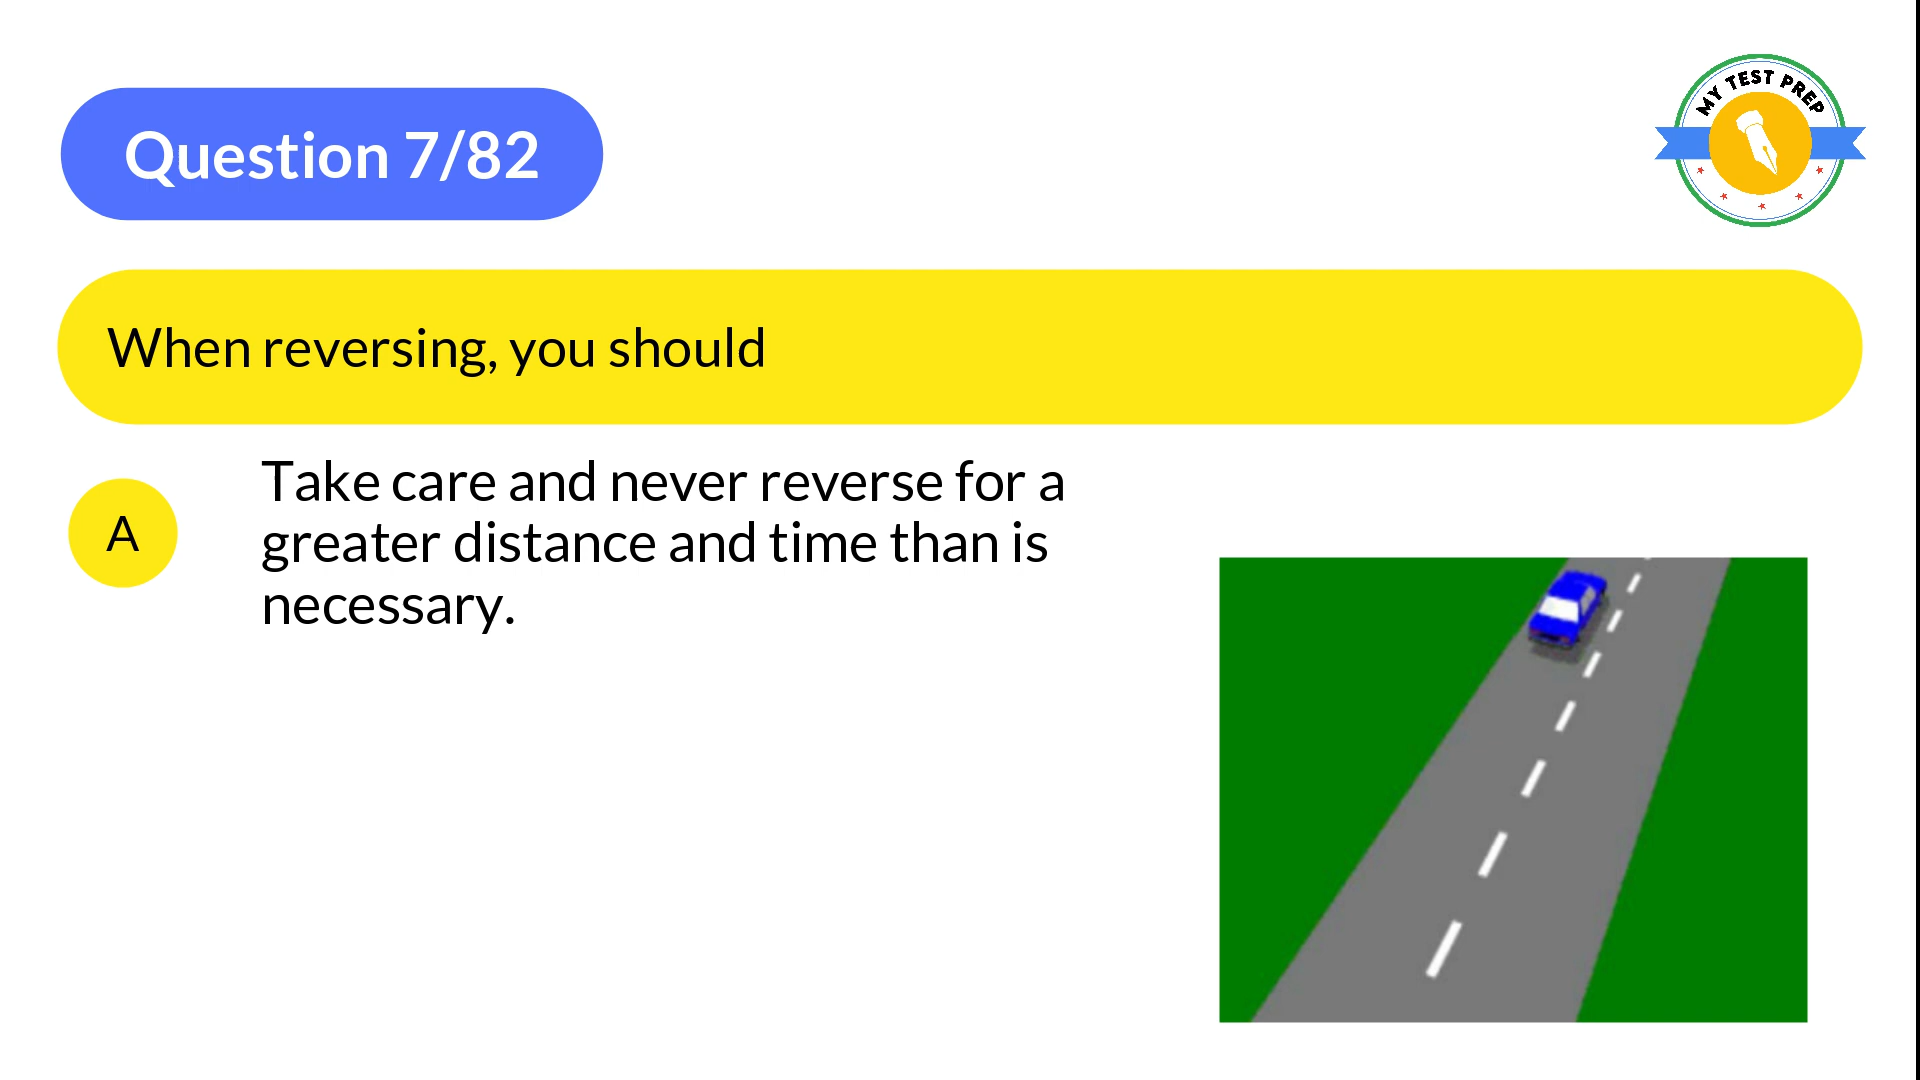 Question 7/82
MY TEST PREP
When reversing, you should
A
Take care and never reverse for a
greater distance and time than is
necessary.